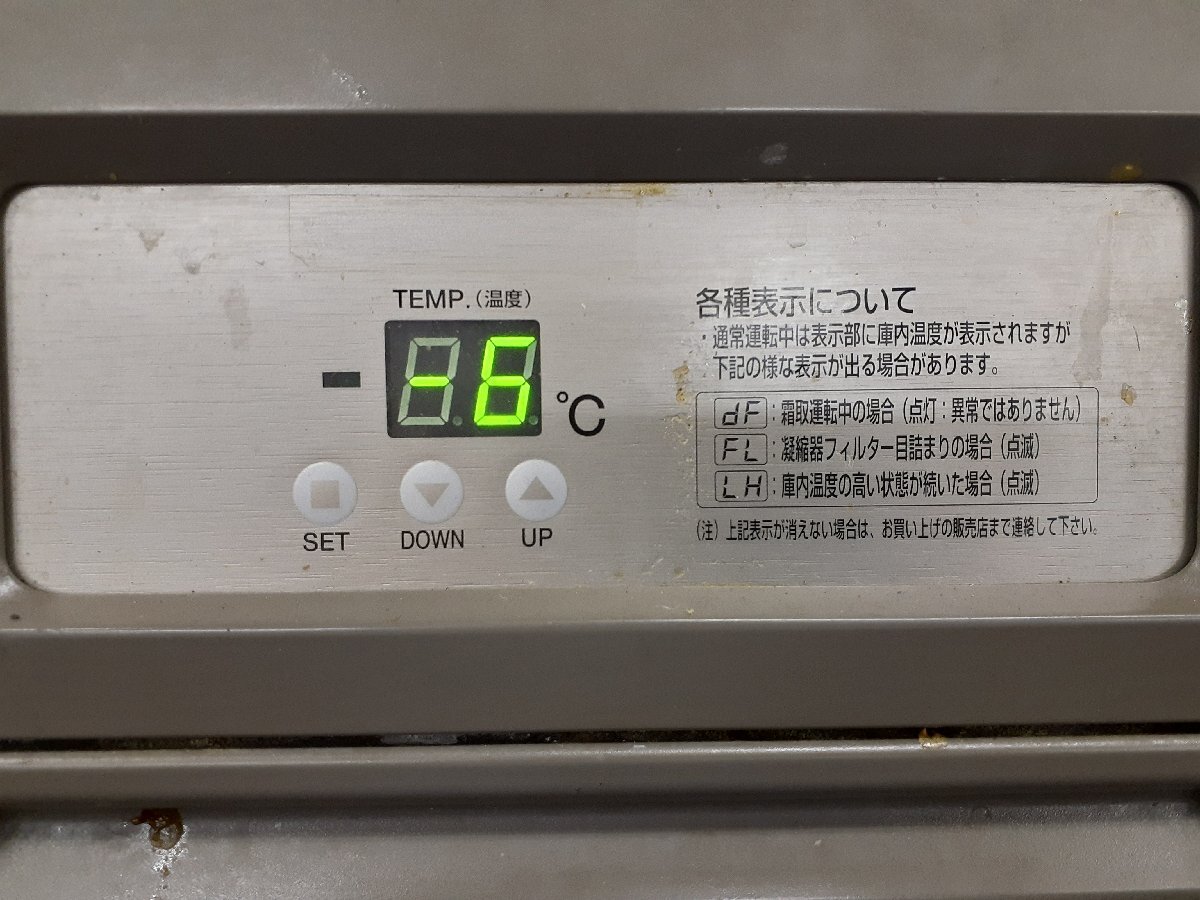 TEMP.（温度）
-6
℃
SET
DOWN
UP
各種表示について
・通常運転中は表示部に庫内温度が表示されますが
下記の様な表示が出る場合があります。
dF：霜取運転中の場合（点灯：異常ではありません）
FL：凝縮器フィルター目詰まりの場合（点滅）
LH：庫内温度の高い状態が続いた場合（点滅）
（注）上記表示が消えない場合は、お買い上げの販売店まで連絡して下さい。